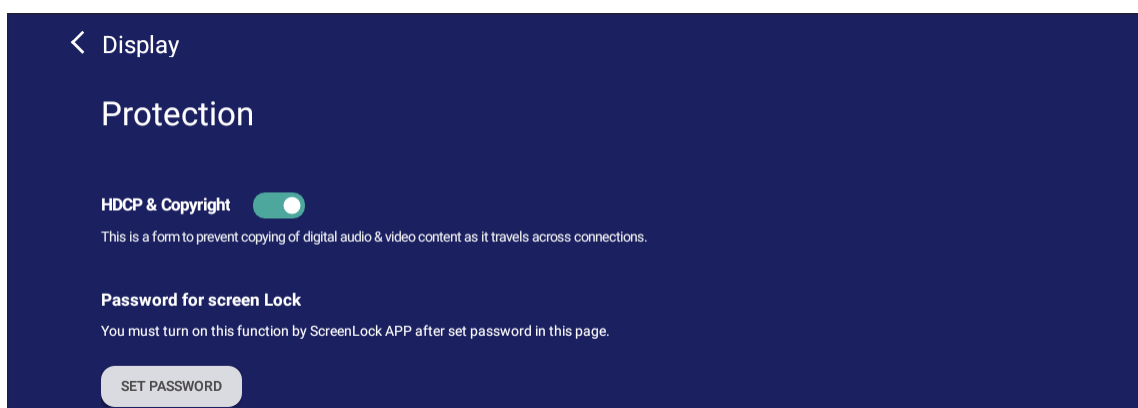 Display
Protection
HDCP & Copyright
This is a form to prevent copying of digital audio & video content as it travels across connections.
Password for screen Lock
You must turn on this function by ScreenLock APP after set password in this page.
SET PASSWORD